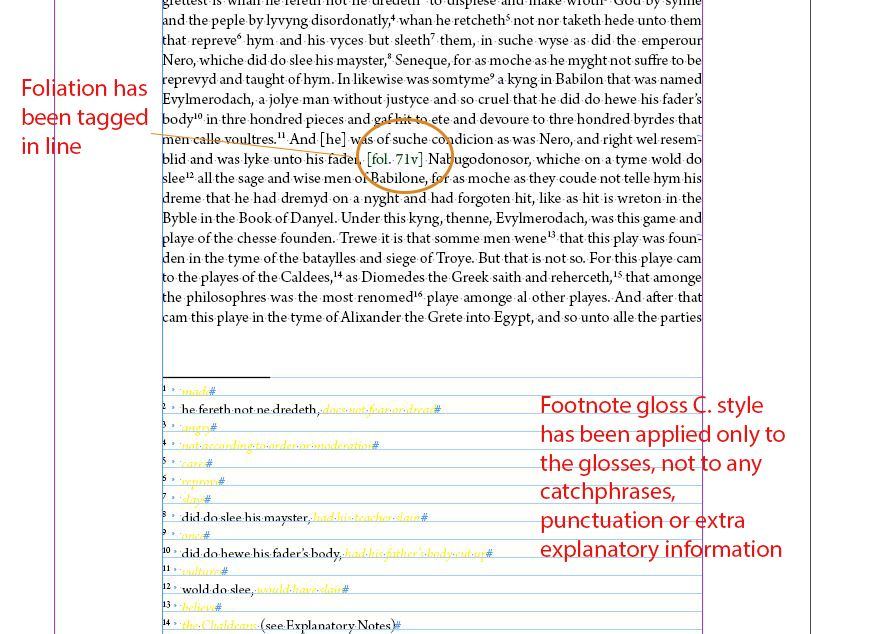 grettest is whan he fereth not ne dredeth to displese and make wroth God by synne
and the peple by lyvyng disordonatly,⁴ whan he retcheth⁵ not nor taketh hede unto them
that repreve⁶ hym and his vyces but sleeth⁷ them, in suche wyse as did the emperour
Nero, whiche did do slee his mayster,⁸ Seneque, for as moche as he myght not suffre to be
reprevyd and taught of hym. In likewise was somtyme⁹ a kyng in Babilon that was named
Evylmerodach, a jolye man without justyce and so cruel that he did do hewe his fader's
body¹⁰ in thre hondred pieces and gaf hit to ete and devoure to thre hondred byrdes that
men calle voultres.¹¹ And [he] was of suche condicion as was Nero, and right wel resem-
blid and was lyke unto his fader, [fol. 71v] Nabugodonosor, whiche on a tyme wold do
slee¹² all the sage and wise men of Babilone, for as moche as they coude not telle hym his
dreme that he had dremyd on a nyght and had forgoten hit, like as hit is wreton in the
Byble in the Book of Danyel. Under this kyng, thenne, Evylmerodach, was this game and
playe of the chesse founden. Trewe it is that somme men wene¹³ that this play was foun-
den in the tyme of the bataylles and siege of Troye. But that is not so. For this playe cam
to the playes of the Caldees,¹⁴ as Diomedes the Greek saith and reherceth,¹⁵ that amonge
the philosophres was the most renomed¹⁶ playe amonge al other playes. And after that
cam this playe in the tyme of Alixander the Grete into Egypt, and so unto alle the parties
Foliation has
been tagged
in line
1 made#
2 he fereth not ne dredeth, does not fear or dread#
3 angry#
4 not according to order or moderation#
5 care#
6 reprove#
7 slays#
8 did do slee his mayster, had his teacher slain#
9 once#
10 did do hewe his fader's body, had his father's body cut up#
11 vulture#
12 wold do slee, would have slain#
13 believe#
14 the Chaldeans (see Explanatory Notes)#
Footnote gloss C. style
has been applied only to
the glosses, not to any
catchphrases,
punctuation or extra
explanatory information